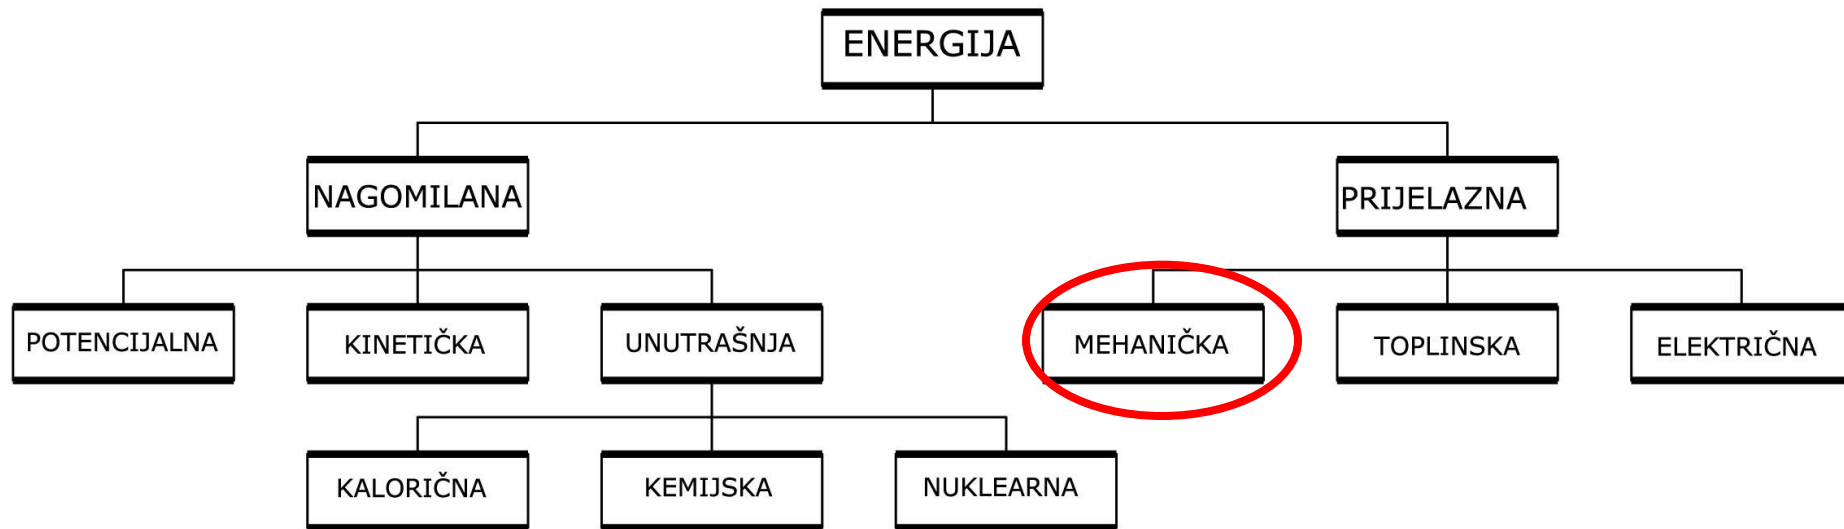 ENERGIJA
NAGOMILANA
PRIJELAZNA
POTENCIJALNA
KINETIČKA
UNUTRAŠNJA
MEHANIČKA
TOPLINSKA
ELEKTRIČNA
KALORIČNA
KEMIJSKA
NUKLEARNA